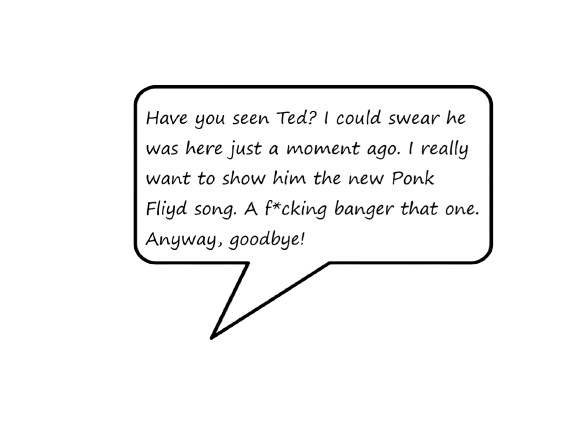 Have you seen Ted? I could swear he
was here just a moment ago. I really
want to show him the new Ponk
Fliyd song. A f*cking banger that one.
Anyway, goodbye!